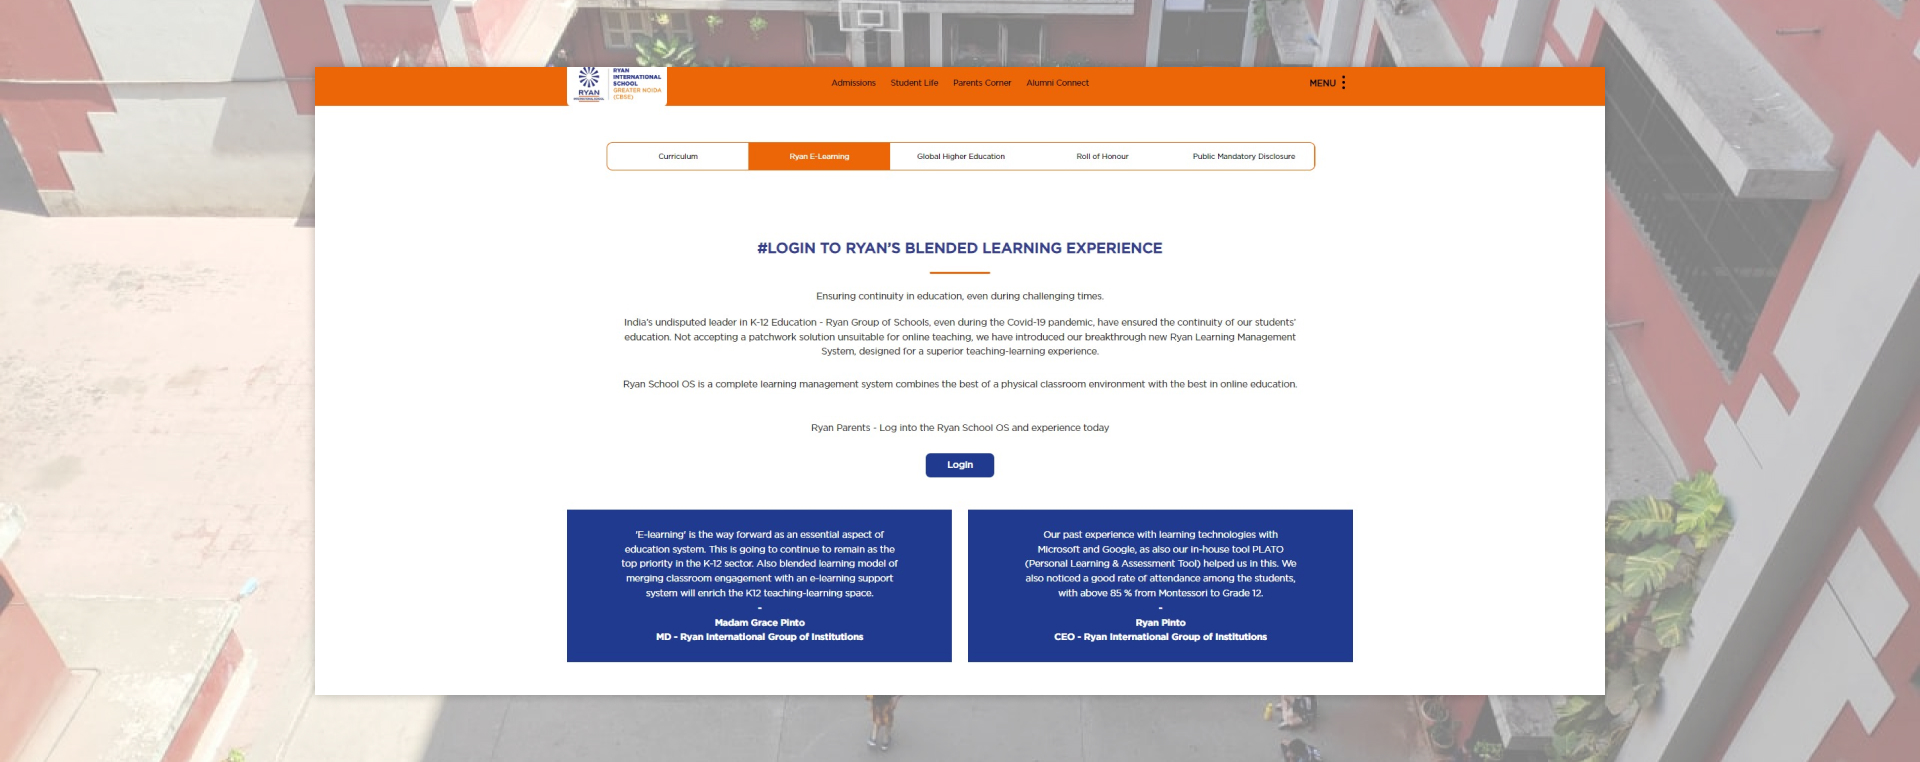 RYAN
INTERNATIONAL
SCHOOL
GREATER NOIDA
(CBSE)
RYAN
Admissions Student Life Parents Corner Alumni Connect
MENU
Curriculum Ryan E-Learning Global Higher Education Roll of Honour Public Mandatory Disclosure
#LOGIN TO RYAN'S BLENDED LEARNING EXPERIENCE
Ensuring continuity in education, even during challenging times.
India's undisputed leader in K-12 Education - Ryan Group of Schools, even during the Covid-19 pandemic, have ensured the continuity of our students'
education. Not accepting a patchwork solution unsuitable for online teaching, we have introduced our breakthrough new Ryan Learning Management
System, designed for a superior teaching-learning experience.
Ryan School OS is a complete learning management system combines the best of a physical classroom environment with the best in online education.
Ryan Parents - Log into the Ryan School OS and experience today
Login
'E-learning' is the way forward as an essential aspect of
education system. This is going to continue to remain as the
top priority in the K-12 sector. Also blended learning model of
merging classroom engagement with an e-learning support
system will enrich the K12 teaching-learning space.
-
Madam Grace Pinto
MD - Ryan International Group of Institutions
Our past experience with learning technologies with
Microsoft and Google, as also our in-house tool PLATO
(Personal Learning & Assessment Tool) helped us in this. We
also noticed a good rate of attendance among the students,
with above 85 % from Montessori to Grade 12.
-
Ryan Pinto
CEO - Ryan International Group of Institutions